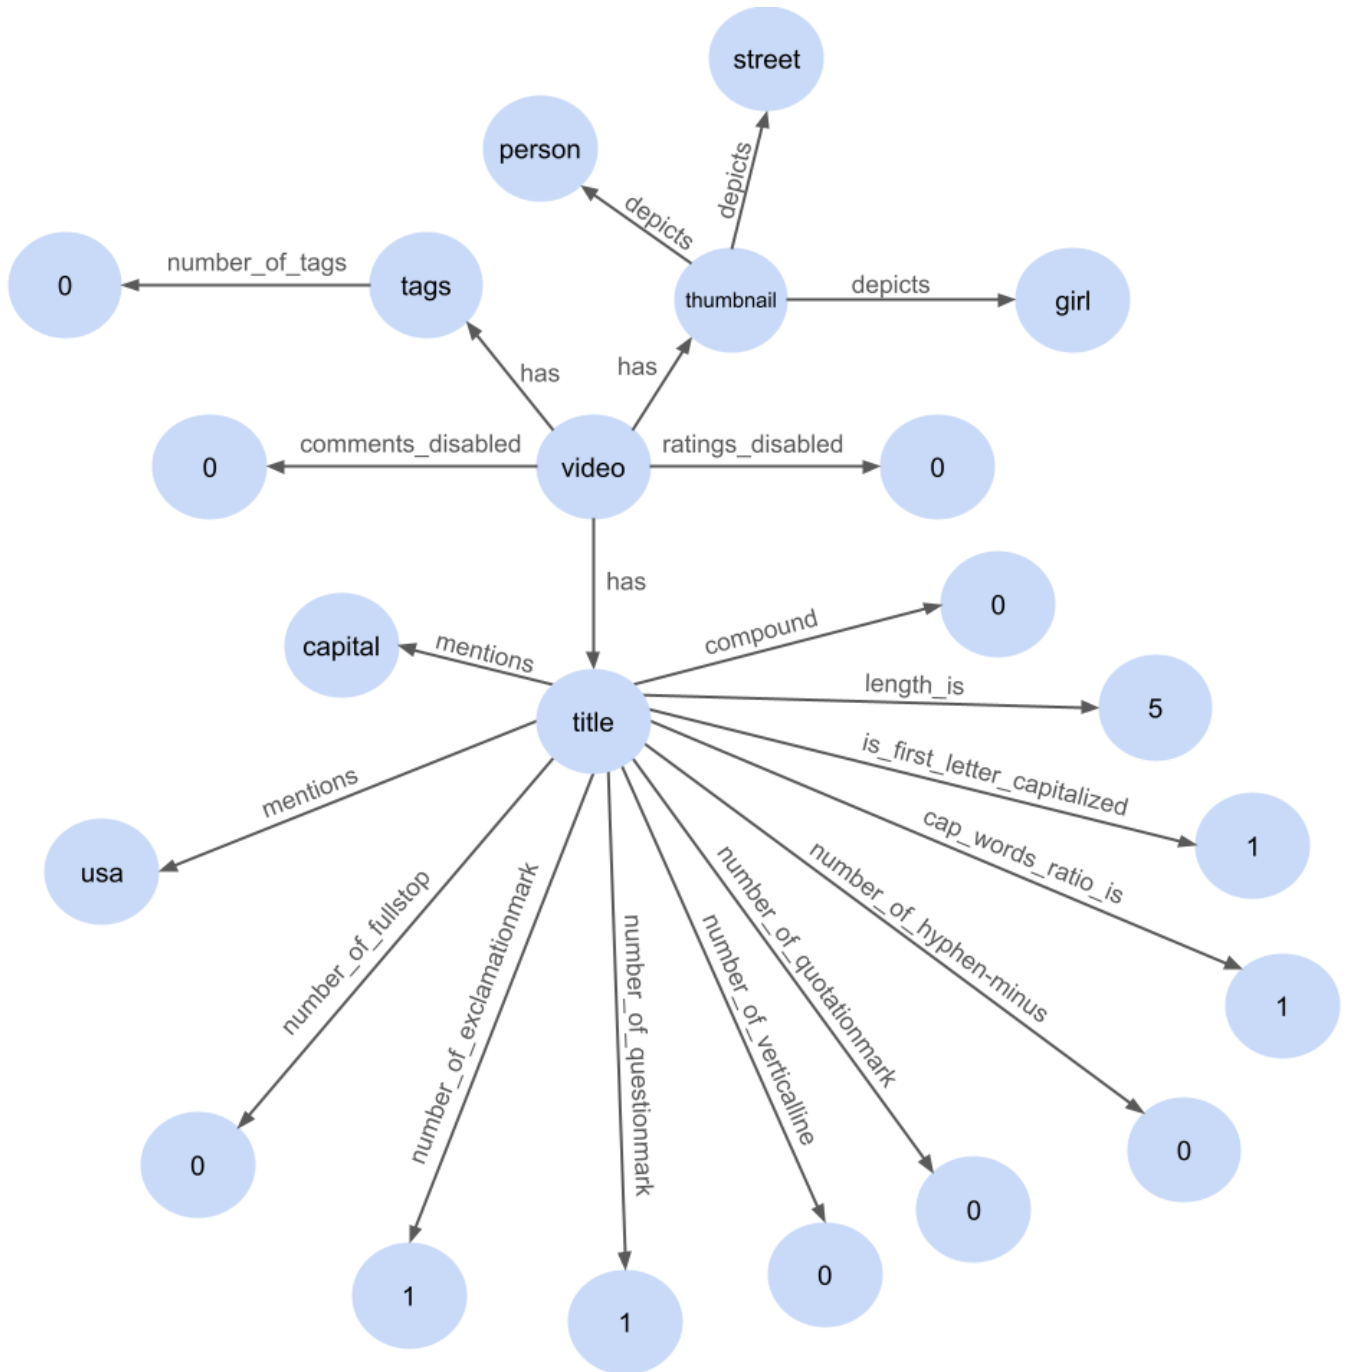 street
person
depicts
depicts
number_of_tags
0
tags
thumbnail
depicts
girl
has
has
comments_disabled
ratings_disabled
0
video
0
has
0
compound
capital
mentions
length_is
5
title
is_first_letter_capitalized
mentions
cap_words_ratio_is
1
usa
number_of_fullstop
number_of_exclamationmark
number_of_questionmark
number_of_verticalline
number_of_quotationmark
number_of_hyphen-minus
1
0
0
0
0
1
1